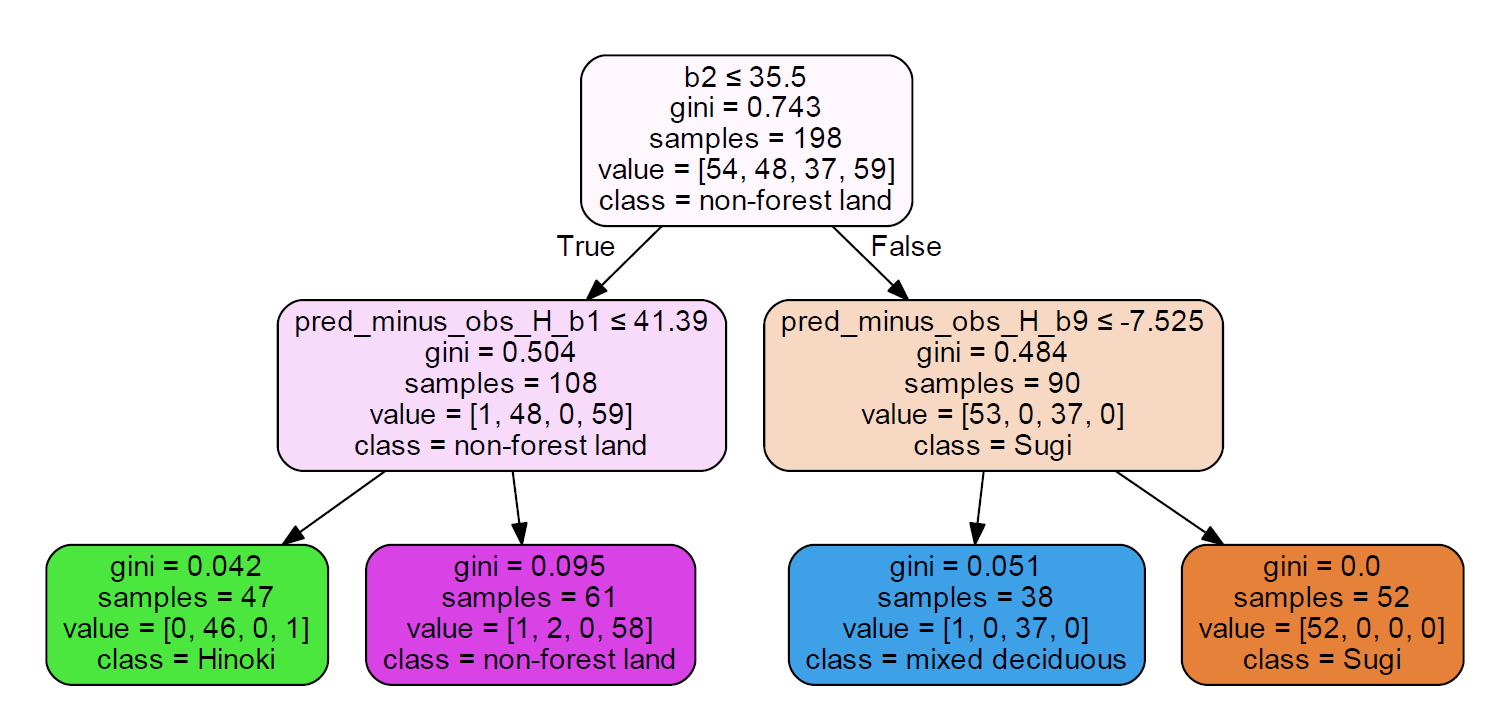 b2 ≤ 35.5
gini = 0.743
samples = 198
value = [54, 48, 37, 59]
class = non-forest land
True
False
pred_minus_obs_H_b1 ≤ 41.39
gini = 0.504
samples = 108
value = [1, 48, 0, 59]
class = non-forest land
pred_minus_obs_H_b9 ≤ -7.525
gini = 0.484
samples = 90
value = [53, 0, 37, 0]
class = Sugi
gini = 0.042
samples = 47
value = [0, 46, 0, 1]
class = Hinoki
gini = 0.095
samples = 61
value = [1, 2, 0, 58]
class = non-forest land
gini = 0.051
samples = 38
value = [1, 0, 37, 0]
class = mixed deciduous
gini = 0.0
samples = 52
value = [52, 0, 0, 0]
class = Sugi